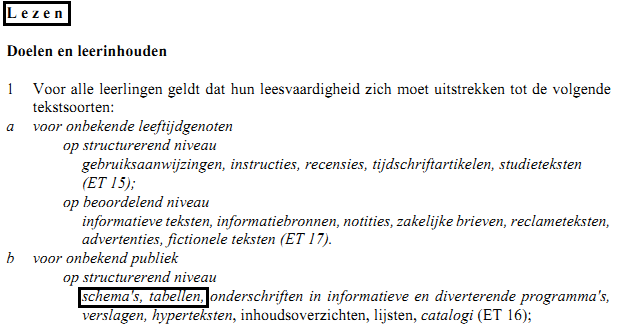 Lezen
Doelen en leerinhouden
1 Voor alle leerlingen geldt dat hun leesvaardigheid zich moet uitstrekken tot de volgende
tekstsoorten:
a voor onbekende leeftijdgenoten
op structurerend niveau
gebruiksaanwijzingen, instructies, recensies, tijdschriftartikelen, studieteksten
(ET 15);
op beoordelend niveau
informatieve teksten, informatiebronnen, notities, zakelijke brieven, reclameteksten,
advertenties, fictionele teksten (ET 17).
b voor onbekend publiek
op structurerend niveau
schema's, tabellen, onderschriften in informatieve en diverterende programma's,
verslagen, hyperteksten, inhoudsoverzichten, lijsten, catalogi (ET 16);